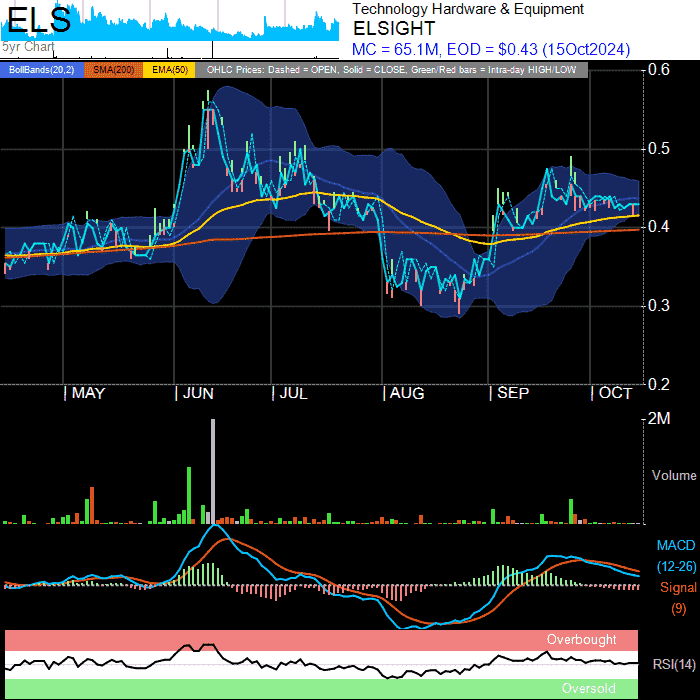 ELS
5yr Chart
Technology Hardware & Equipment
ELSIGHT
MC = 65.1M, EOD = $0.43 (15Oct2024)
BollBands(20,2) SMA(200) EMA(50) OHLC Prices: Dashed = OPEN, Solid = CLOSE, Green/Red bars = Intra-day HIGH/LOW
0.6
0.5
0.4
0.3
0.2
MAY JUN JUL AUG SEP OCT
2M
Volume
MACD
(12-26)
Signal
(9)
Overbought
RSI(14)
Oversold